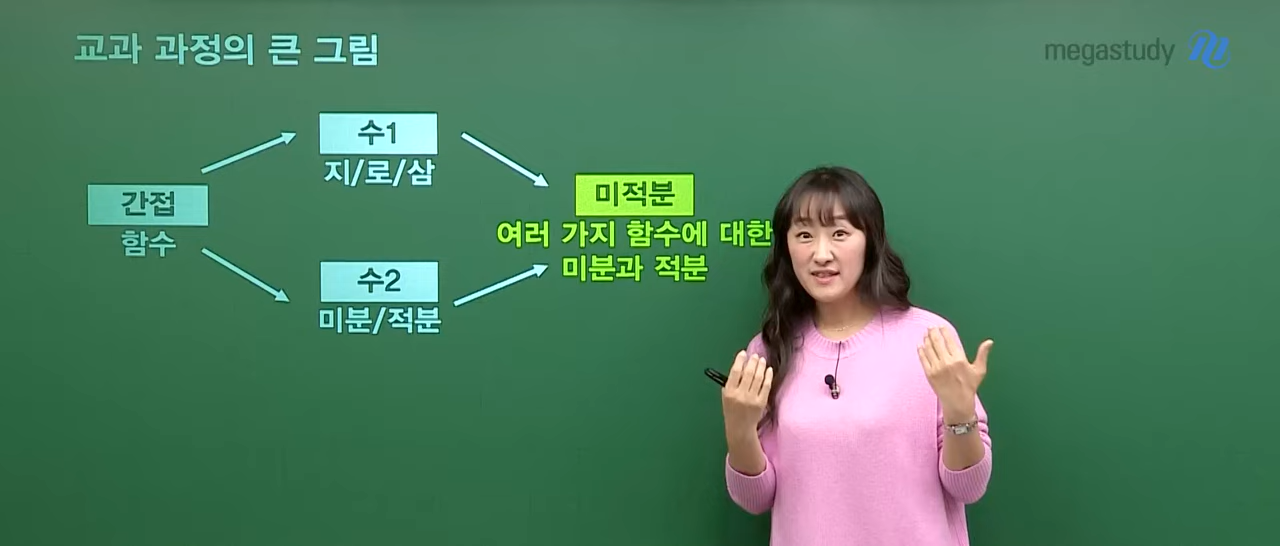 교과 과정의 큰 그림
megastudy
수1
지/로/삼
간접
함수
미적분
여러 가지 함수에 대한
미분과 적분
수2
미분/적분